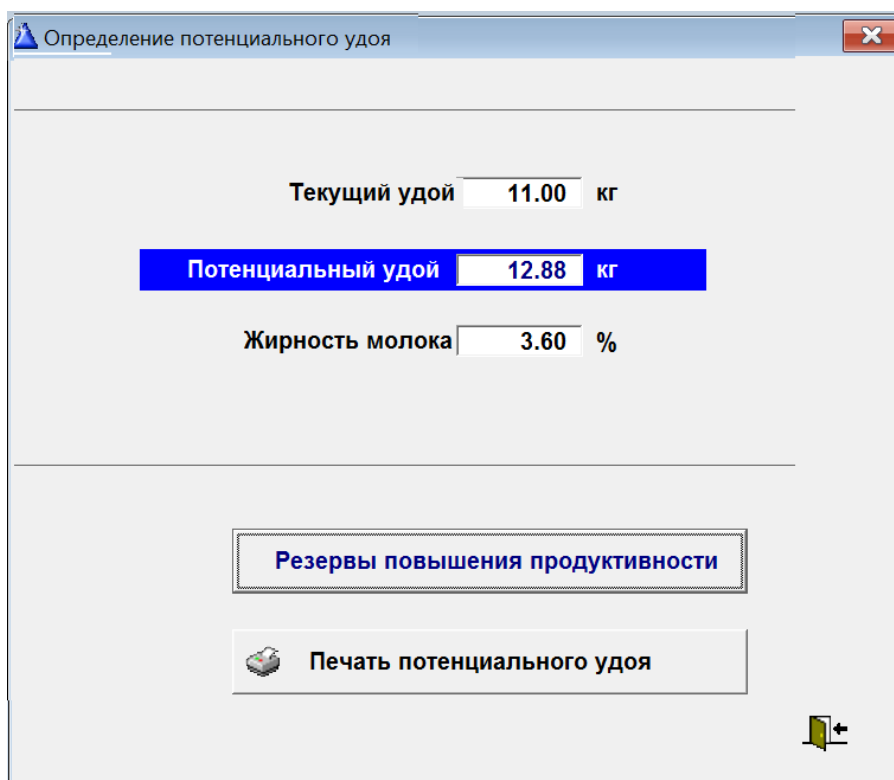 Определение потенциального удоя
Текущий удой 11.00 кг
Потенциальный удой 12.88 кг
Жирность молока 3.60 %
Резервы повышения продуктивности
Печать потенциального удоя